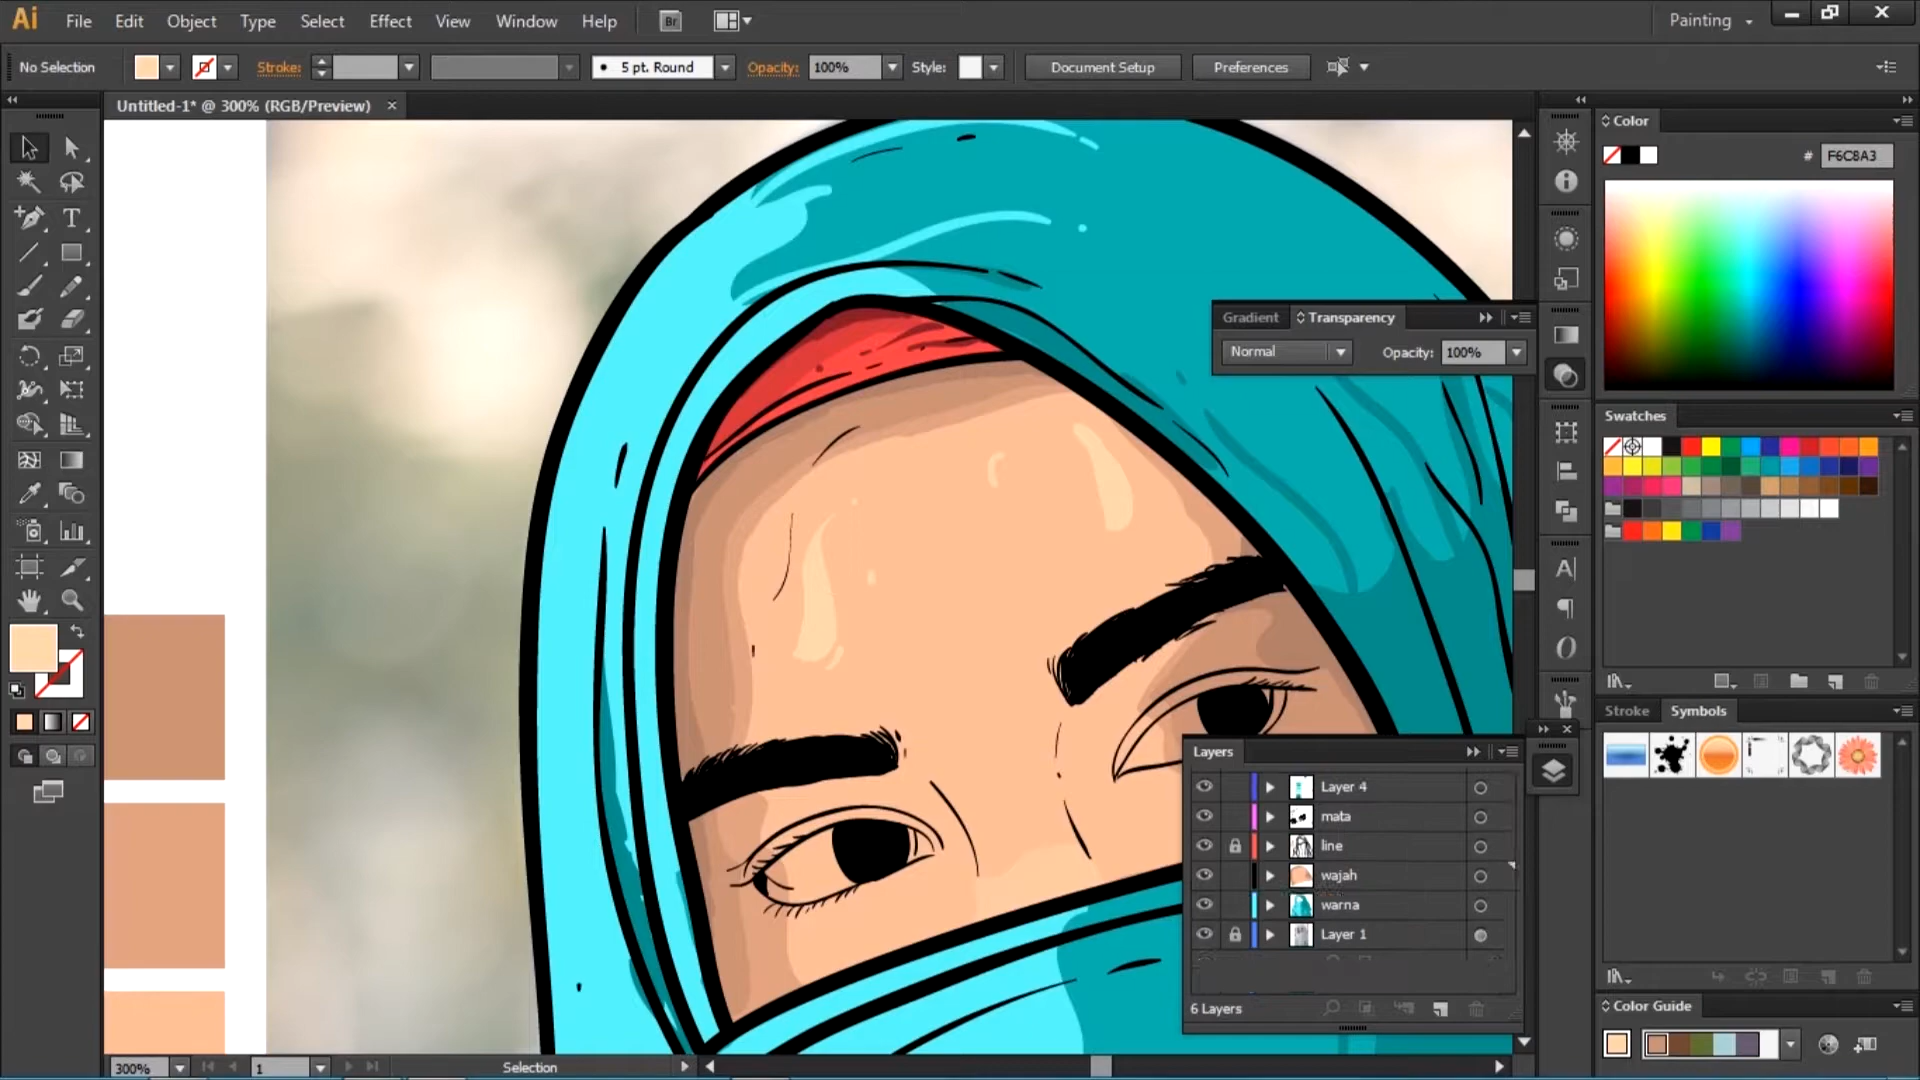 Ai File Edit Object Type Select Effect View Window Help Br Painting
No Selection Stroke: 5 pt. Round Opacity: 100% Style: Document Setup Preferences
Untitled-1* @ 300% (RGB/Preview)
Color
# F6C8A3
Gradient Transparency
Normal Opacity: 100%
Swatches
Stroke Symbols
Layers
Layer 4
mata
line
wajah
warna
Layer 1
6 Layers
Color Guide
300% 1 Selection